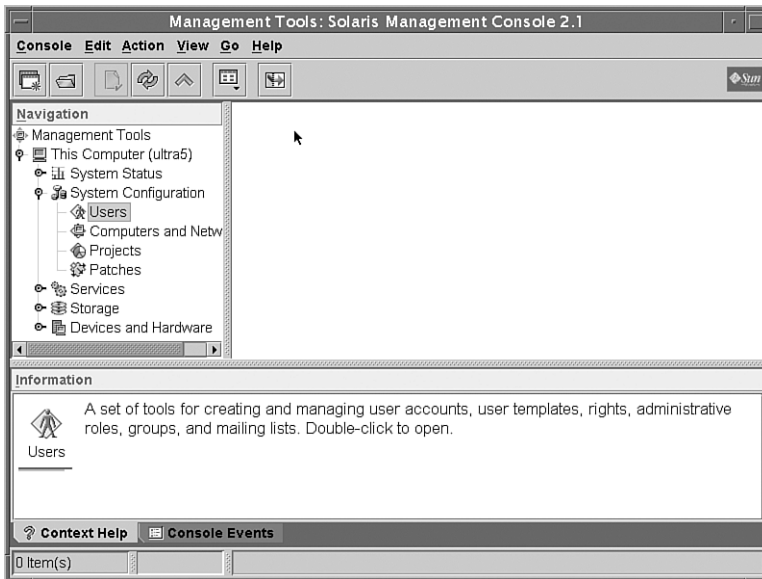 Management Tools: Solaris Management Console 2.1
Console Edit Action View Go Help
Sun
Navigation
Management Tools
This Computer (ultra5)
System Status
System Configuration
Users
Computers and Netw
Projects
Patches
Services
Storage
Devices and Hardware
Information
A set of tools for creating and managing user accounts, user templates, rights, administrative
roles, groups, and mailing lists. Double-click to open.
Users
Context Help Console Events
0 Item(s)